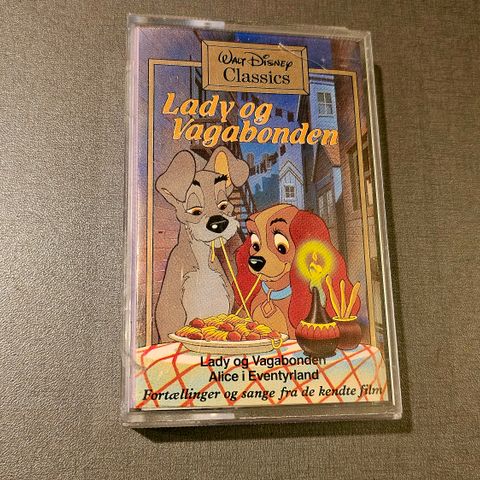 Walt Disney
Classics
Lady og
Vagabonden
Lady og Vagabonden
Alice i Eventyrland
Fortællinger og sange fra de kendte film